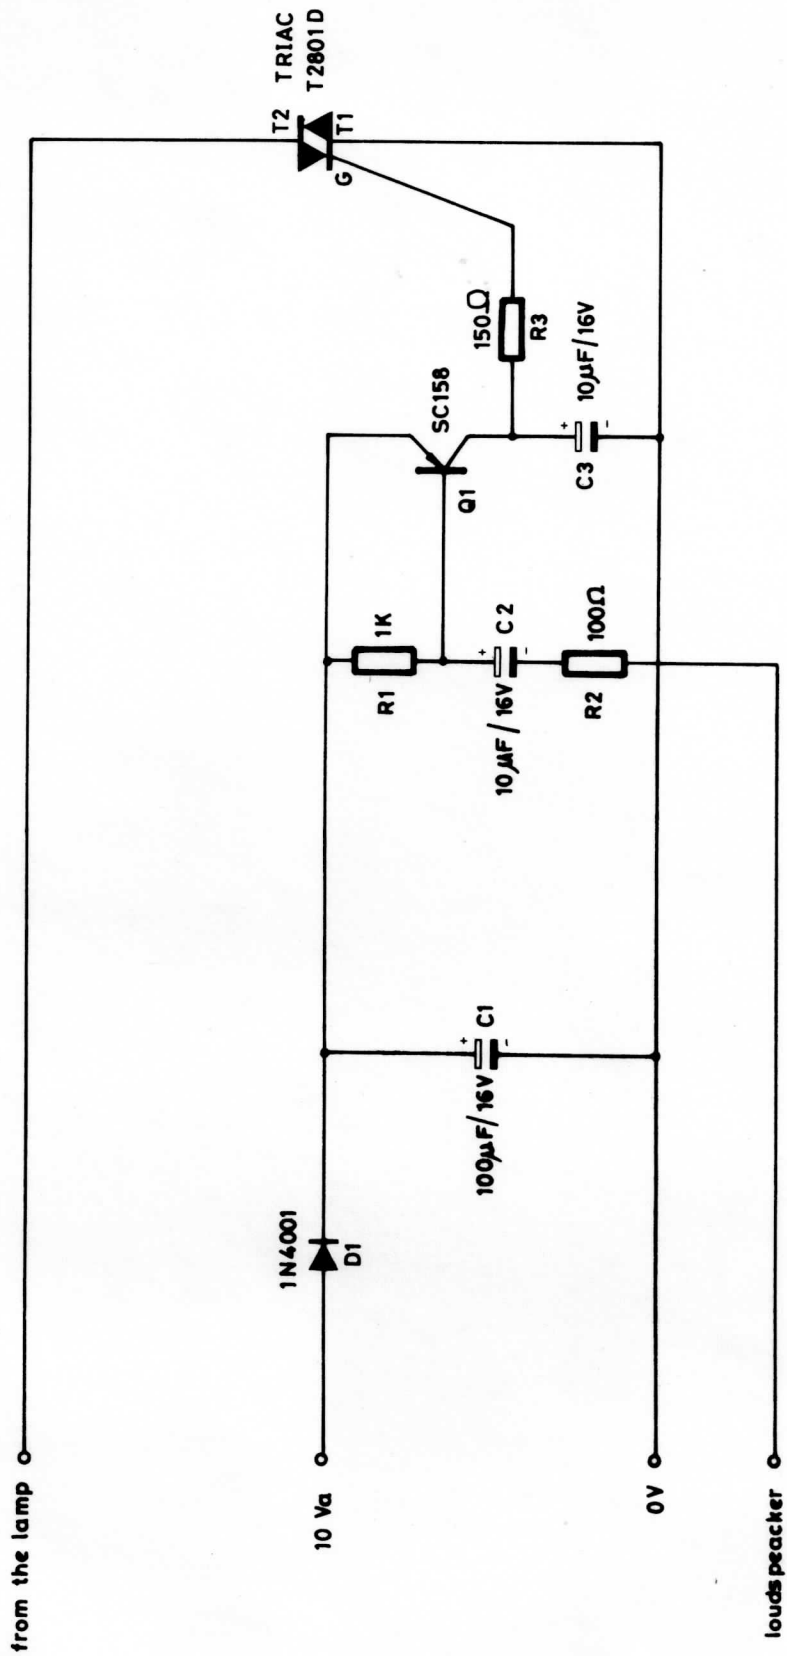 from the lamp
10 Va
0V
loudspeacker
1N4001
D1
100µF/16V
C1
+
-
R1
1K
10µF/16V
C2
+
-
R2
100Ω
Q1
SC158
C3
10µF/16V
+
-
150Ω
R3
G
T2
T1
TRIAC
T2801D